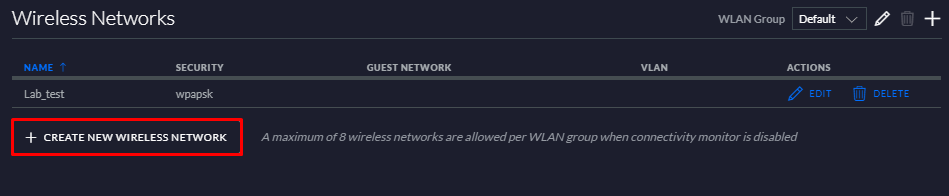 Wireless Networks WLAN Group Default
NAME ↑ SECURITY GUEST NETWORK VLAN ACTIONS
Lab_test wpapsk EDIT DELETE
+ CREATE NEW WIRELESS NETWORK A maximum of 8 wireless networks are allowed per WLAN group when connectivity monitor is disabled